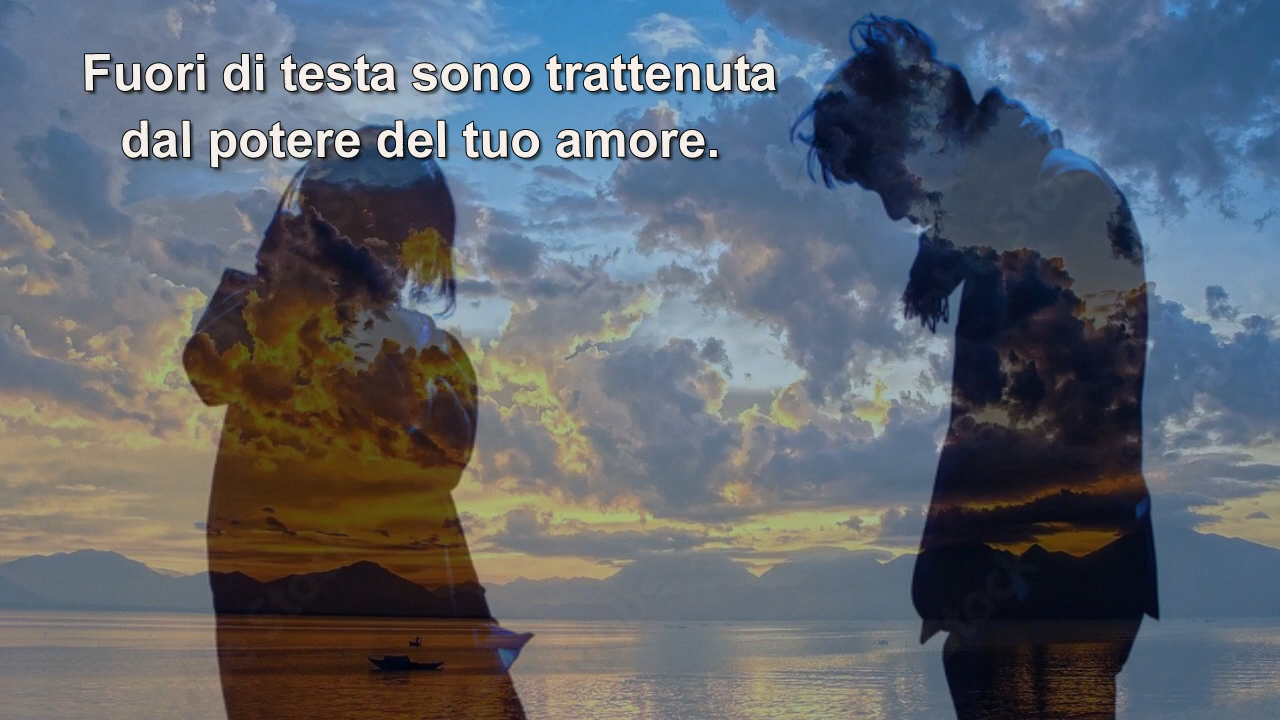 Fuori di testa sono trattenuta
dal potere del tuo amore.